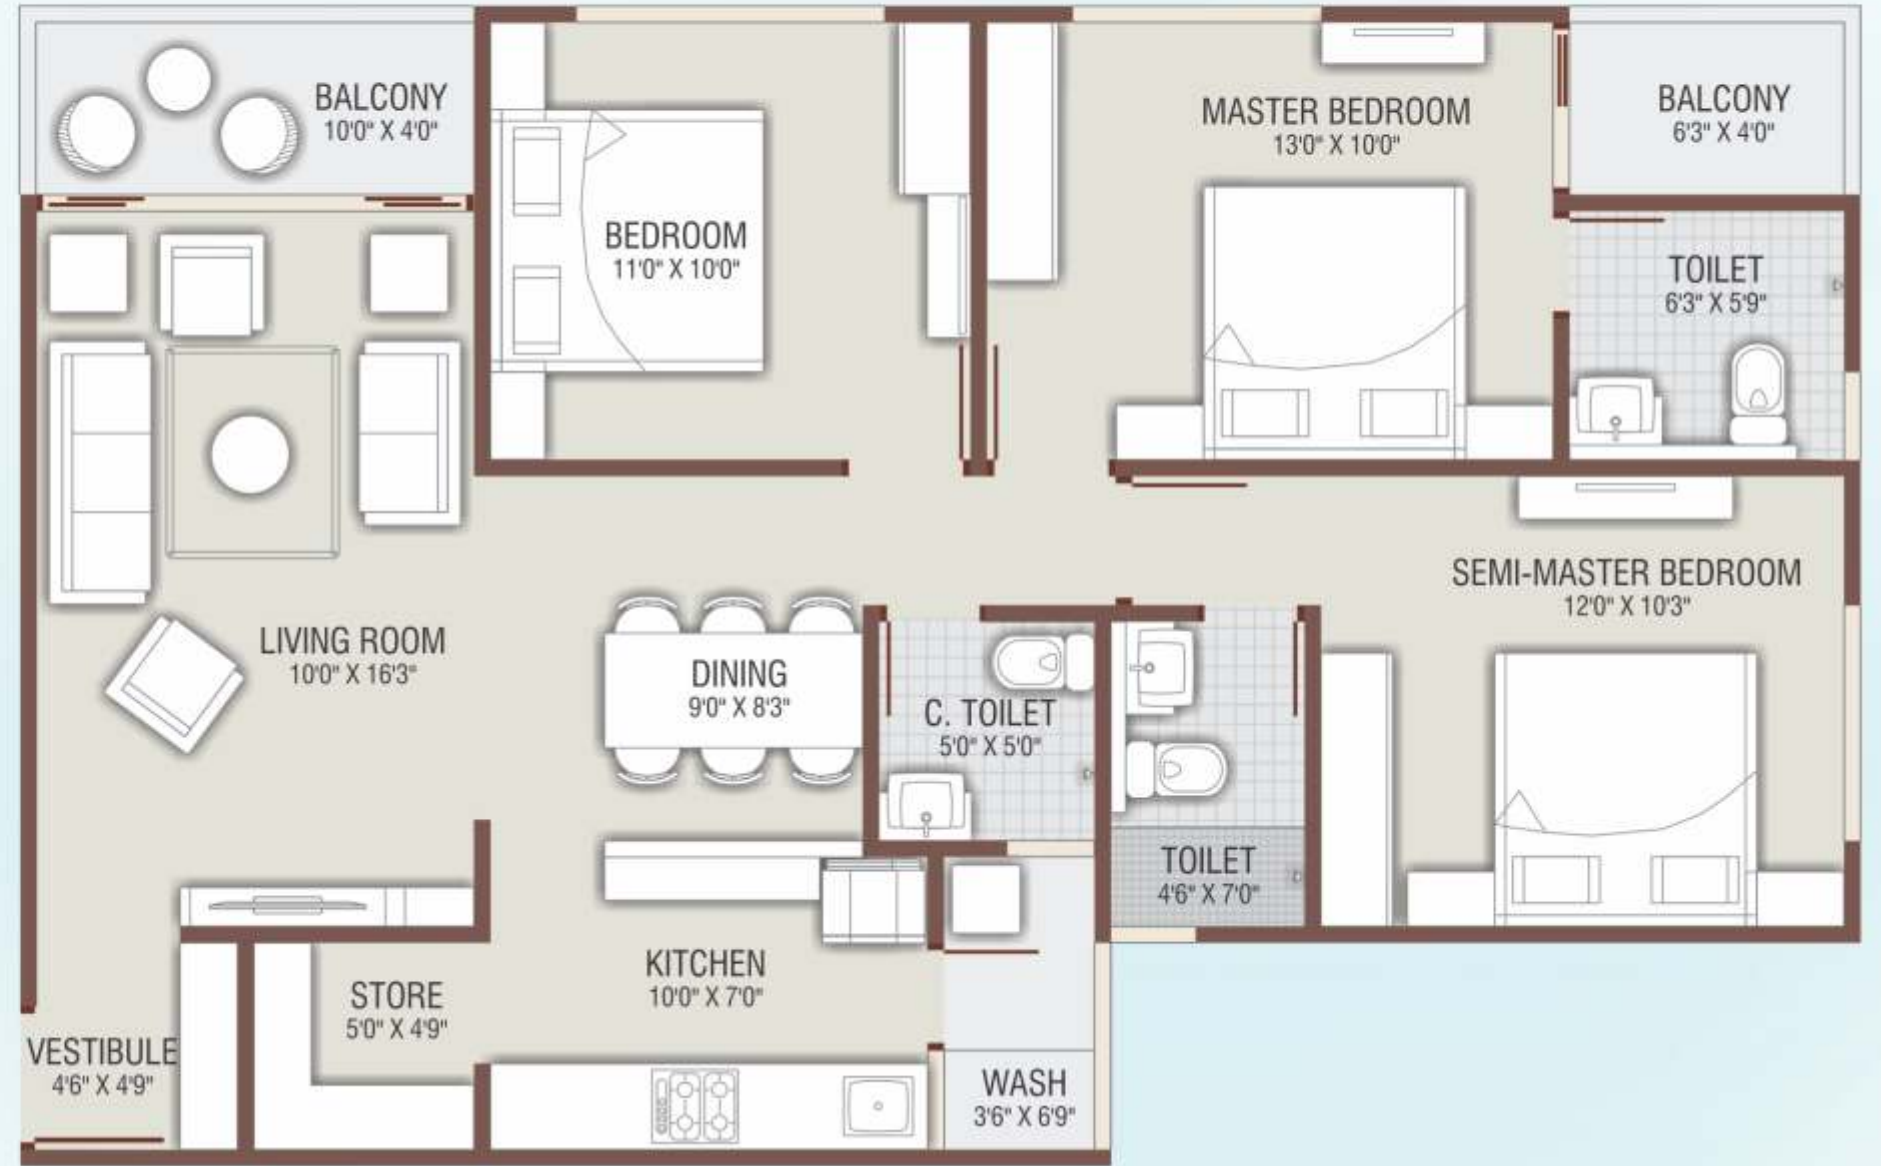 BALCONY
10'0" X 4'0"
BEDROOM
11'0" X 10'0"
MASTER BEDROOM
13'0" X 10'0"
BALCONY
6'3" X 4'0"
TOILET
6'3" X 5'9"
LIVING ROOM
10'0" X 16'3"
DINING
9'0" X 8'3"
C. TOILET
5'0" X 5'0"
SEMI-MASTER BEDROOM
12'0" X 10'3"
TOILET
4'6" X 7'0"
KITCHEN
10'0" X 7'0"
STORE
5'0" X 4'9"
VESTIBULE
4'6" X 4'9"
WASH
3'6" X 6'9"